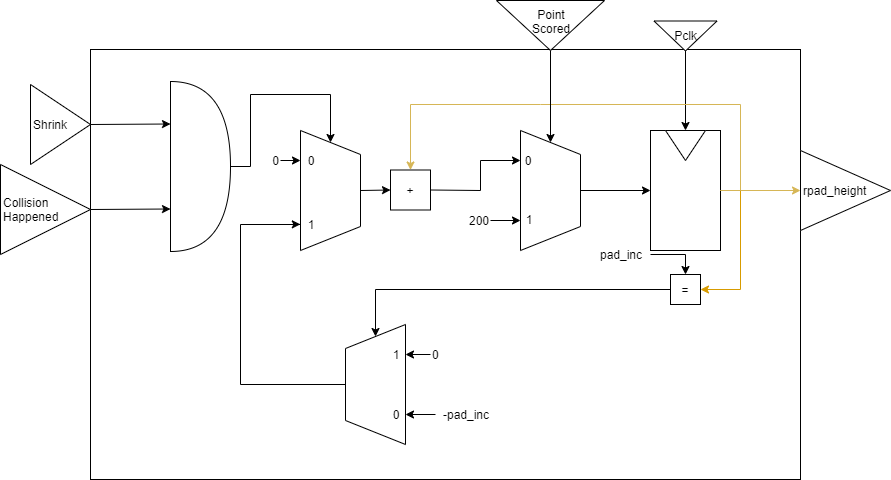 Point
Scored
Pclk
Shrink
0
0
0
+
rpad_height
Collision
Happened
1
200
1
pad_inc
=
1
0
0
-pad_inc